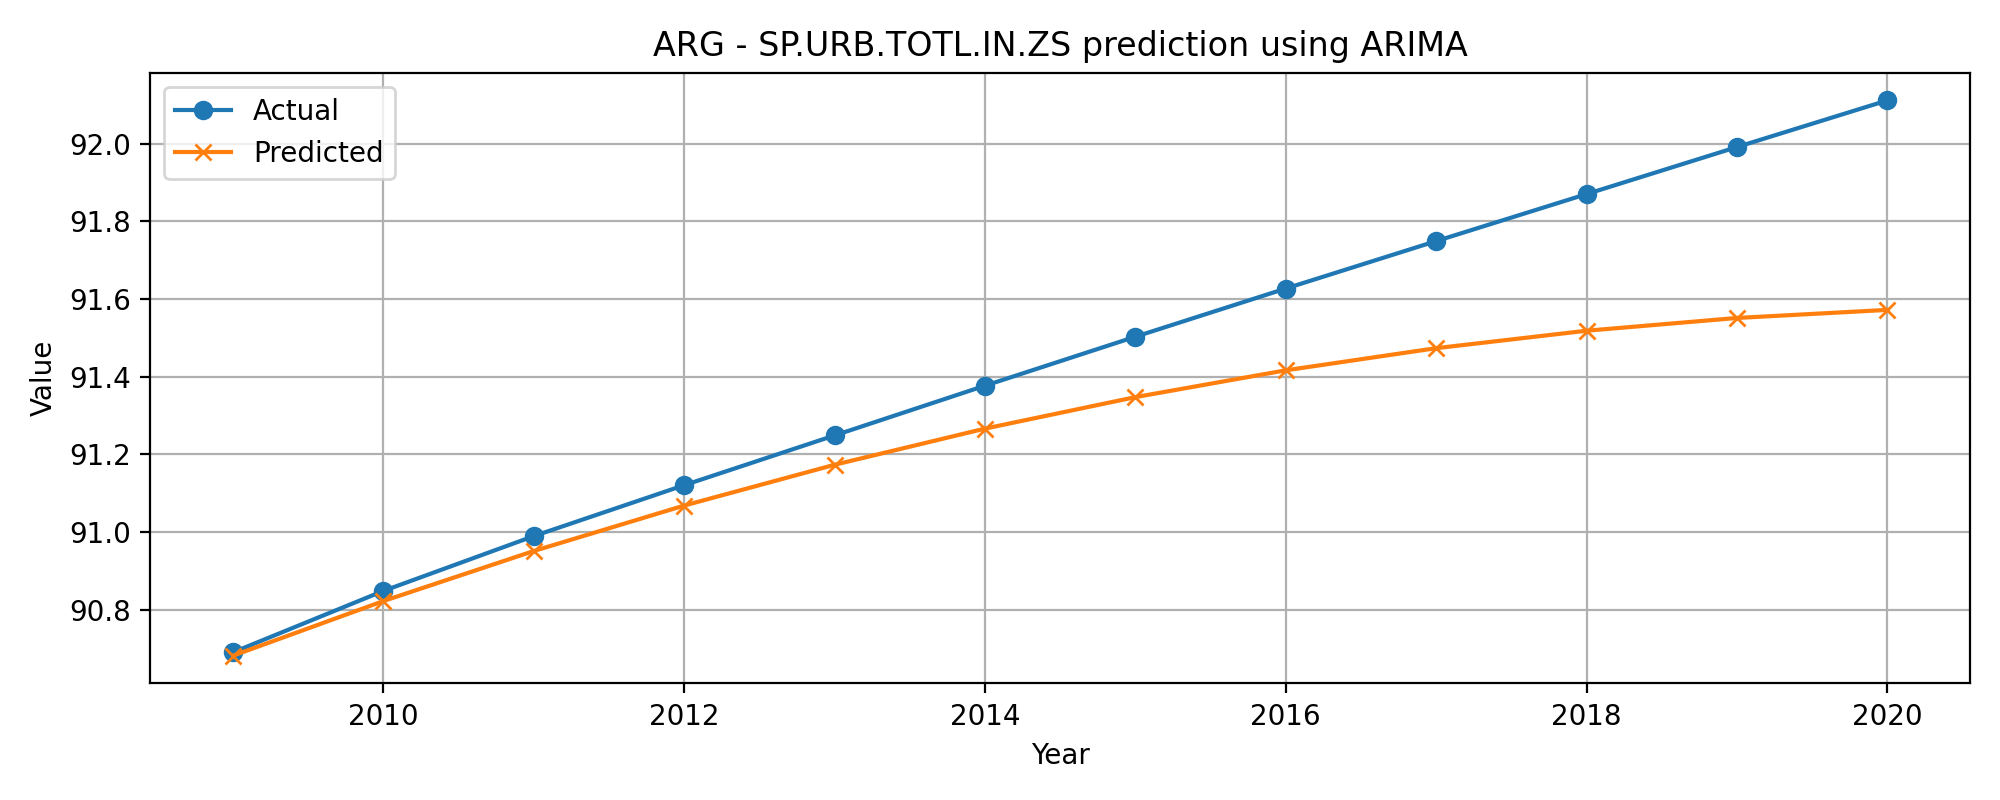 ARG - SP.URB.TOTL.IN.ZS prediction using ARIMA
Actual
Predicted
92.0
91.8
91.6
91.4
91.2
91.0
90.8
Value
2010 2012 2014 2016 2018 2020
Year